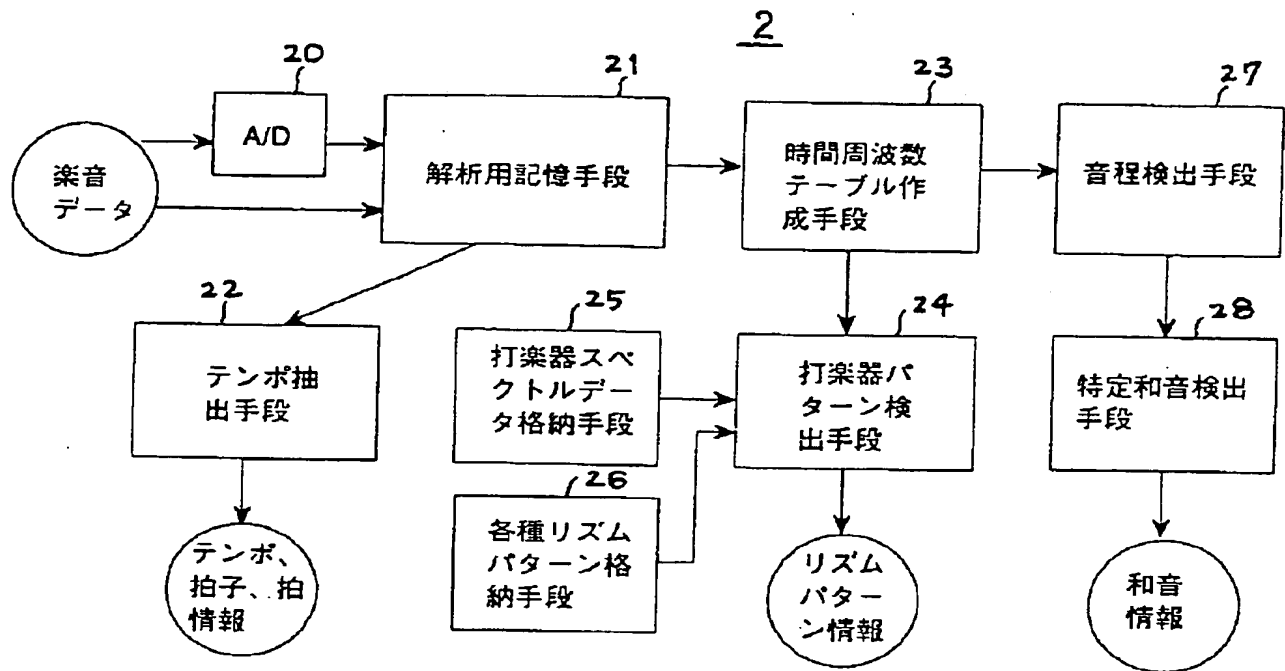 2
20
21
23
27
A/D
楽音
データ
解析用記憶手段
時間周波数
テーブル作
成手段
音程検出手段
22
25
24
28
テンポ抽
出手段
打楽器スペ
クトルデー
タ格納手段
打楽器パ
ターン検
出手段
特定和音検出
手段
26
各種リズム
パターン格
納手段
テンポ、
拍子、拍
情報
リズム
パター
ン情報
和音
情報